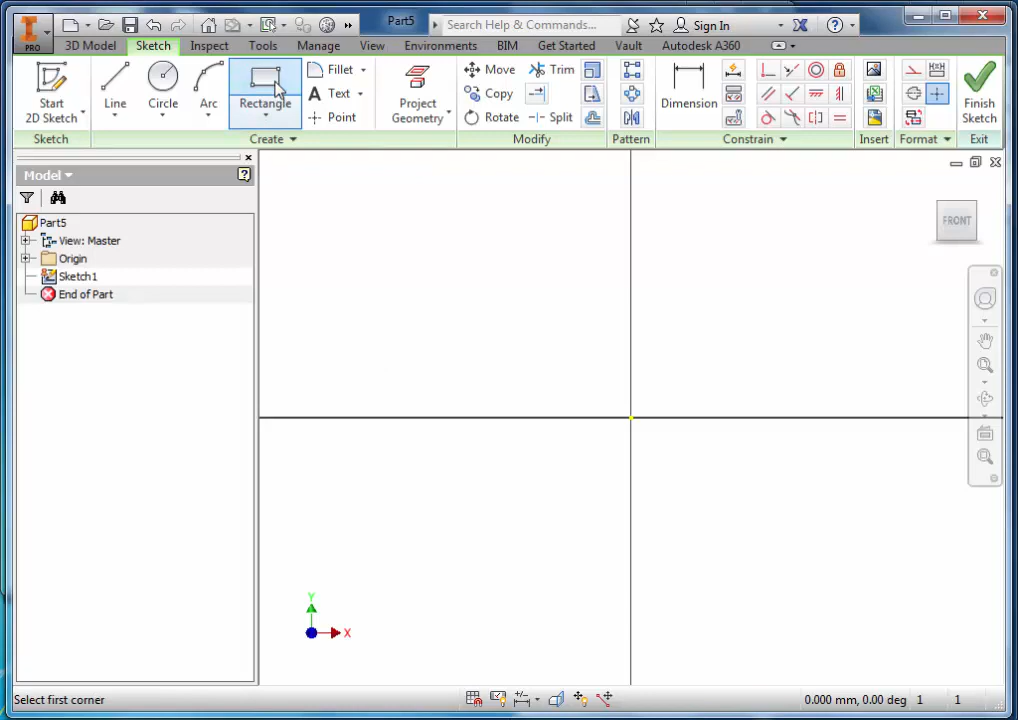 PRO
Part5
Search Help & Commands...
Sign In
3D Model Sketch Inspect Tools Manage View Environments BIM Get Started Vault Autodesk A360
Start
2D Sketch
Line
Circle
Arc
Rectangle
Fillet
Text
Point
Project
Geometry
Move
Copy
Rotate
Trim
Split
Dimension
Finish
Sketch
Sketch Create Modify Pattern Constrain Insert Format Exit
Model
Part5
View: Master
Origin
Sketch1
End of Part
FRONT
Y
X
Select first corner
0.000 mm, 0.00 deg 1 1